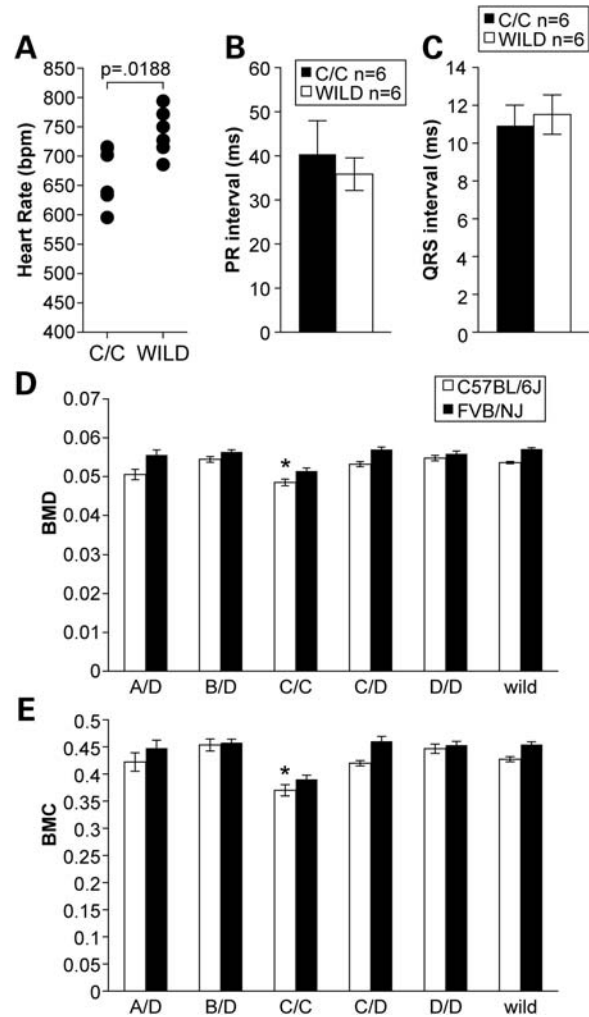 A
p=.0188
Heart Rate (bpm)
850
800
750
700
650
600
550
500
450
400
C/C WILD
B
C/C n=6
WILD n=6
PR interval (ms)
60
50
40
30
20
10
0
C
C/C n=6
WILD n=6
QRS interval (ms)
14
12
10
8
6
4
2
0
D
C57BL/6J
FVB/NJ
BMD
0.07
0.06
0.05
0.04
0.03
0.02
0.01
0
*
A/D B/D C/C C/D D/D wild
E
BMC
0.5
0.45
0.4
0.35
0.3
0.25
0.2
0.15
0.1
0.05
0
*
A/D B/D C/C C/D D/D wild